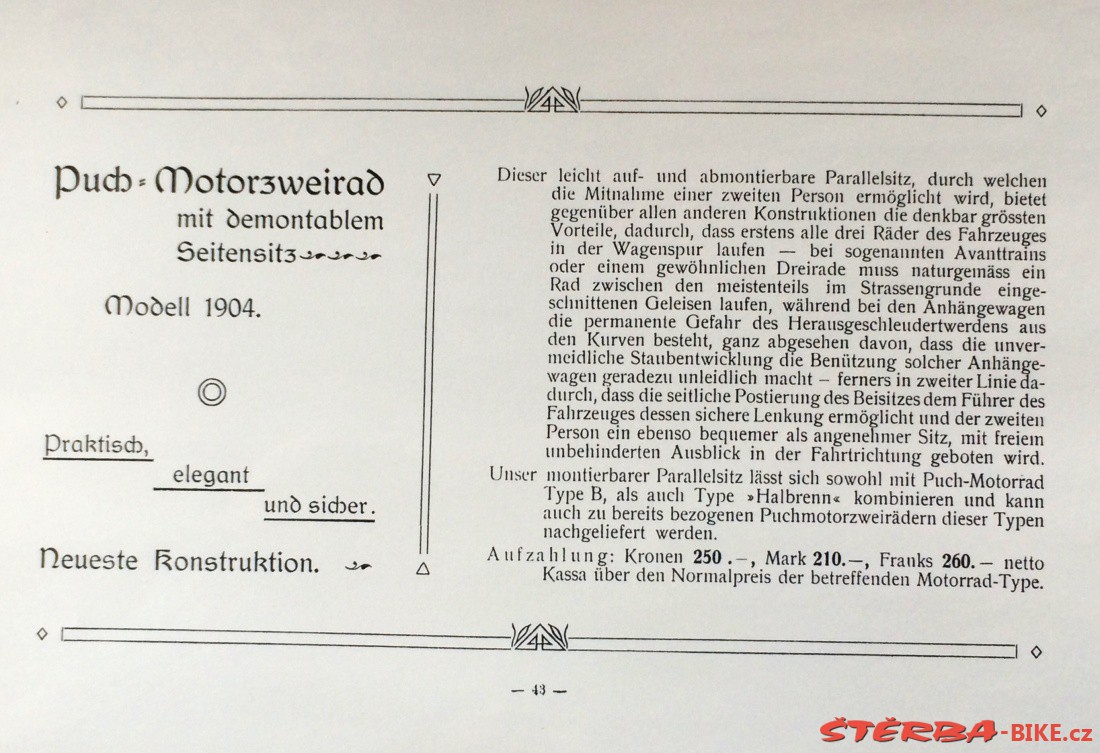 Puch-Motorzweirad
mit demontablem
Seitensitz
Modell 1904.
Praktisch,
elegant
und sicher.
Neueste Konstruktion.
Dieser leicht auf- und abmontierbare Parallelsitz, durch welchen
die Mitnahme einer zweiten Person ermöglicht wird, bietet
gegenüber allen anderen Konstruktionen die denkbar grössten
Vorteile, dadurch, dass erstens alle drei Räder des Fahrzeuges
in der Wagenspur laufen — bei sogenannten Avanttrains
oder einem gewöhnlichen Dreirade muss naturgemäss ein
Rad zwischen den meistenteils im Strassengrunde einge-
schnittenen Geleisen laufen, während bei den Anhängewagen
die permanente Gefahr des Herausgeschleudertwerdens aus
den Kurven besteht, ganz abgesehen davon, dass die unver-
meidliche Staubentwicklung die Benützung solcher Anhänge-
wagen geradezu unleidlich macht — ferners in zweiter Linie da-
durch, dass die seitliche Postierung des Beisitzes dem Führer des
Fahrzeuges dessen sichere Lenkung ermöglicht und der zweiten
Person ein ebenso bequemer als angenehmer Sitz, mit freiem
unbehinderten Ausblick in der Fahrtrichtung geboten wird.
Unser montierbarer Parallelsitz lässt sich sowohl mit Puch-Motorrad
Type B, als auch Type »Halbrenn« kombinieren und kann
auch zu bereits bezogenen Puchmotorzweirädern dieser Typen
nachgeliefert werden.
Aufzahlung: Kronen 250.—, Mark 210.—, Franks 260.— netto
Kassa über den Normalpreis der betreffenden Motorrad-Type.
— 43 —
ŠTĚRBA-BIKE.cz